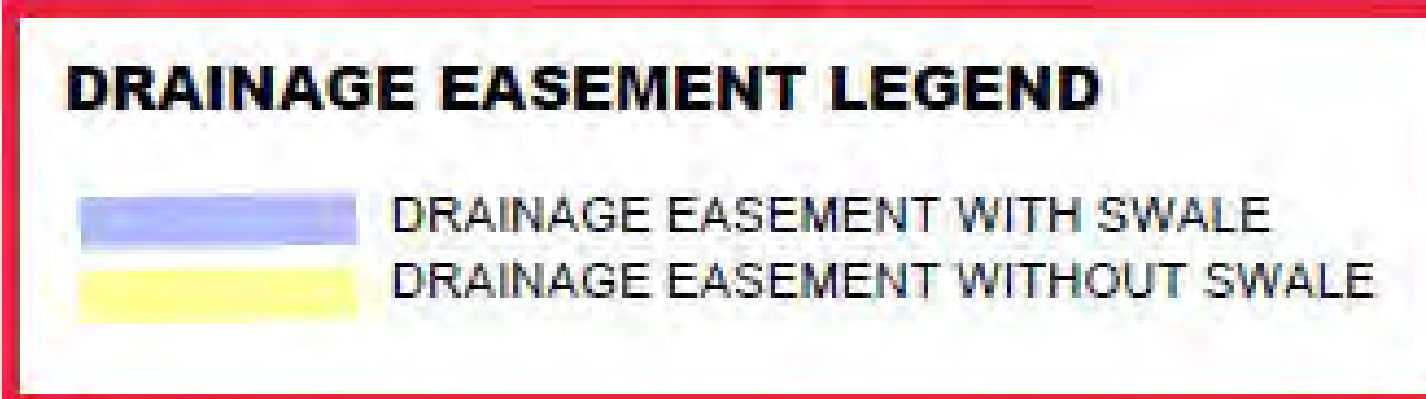 DRAINAGE EASEMENT LEGEND
DRAINAGE EASEMENT WITH SWALE
DRAINAGE EASEMENT WITHOUT SWALE